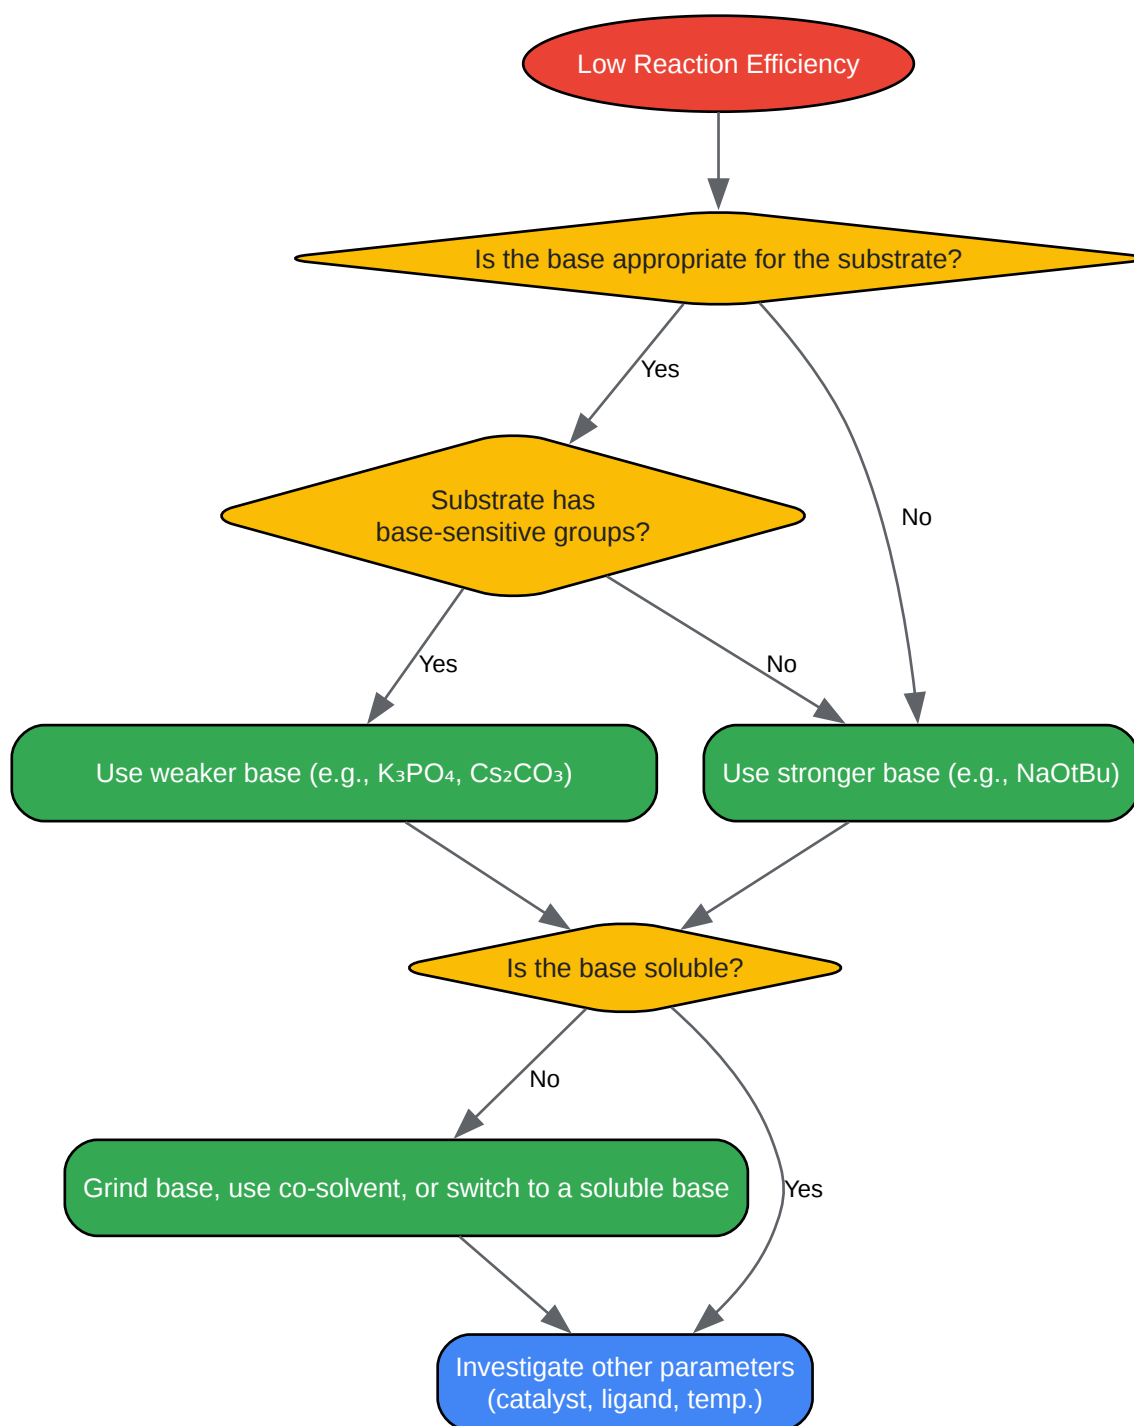 Low Reaction Efficiency
Is the base appropriate for the substrate?
Yes
Substrate has
base-sensitive groups?
No
Yes
No
Use weaker base (e.g., K₃PO₄, Cs₂CO₃)
Use stronger base (e.g., NaOtBu)
Is the base soluble?
No
Grind base, use co-solvent, or switch to a soluble base
Yes
Investigate other parameters
(catalyst, ligand, temp.)